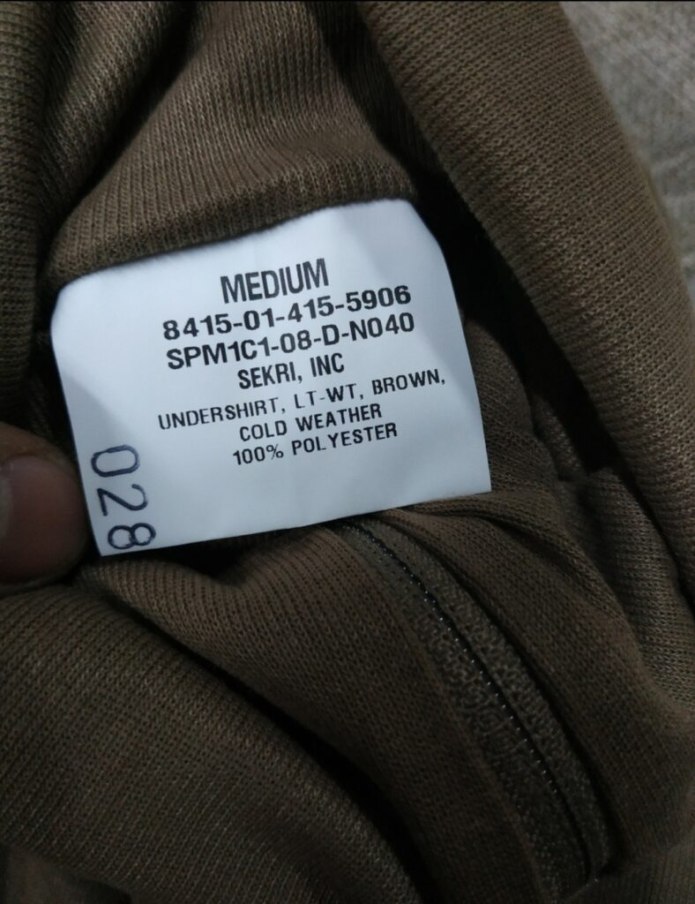 MEDIUM
8415-01-415-5906
SPM1C1-08-D-N040
SEKRI, INC
UNDERSHIRT, LT-WT, BROWN,
COLD WEATHER
100% POLYESTER
028